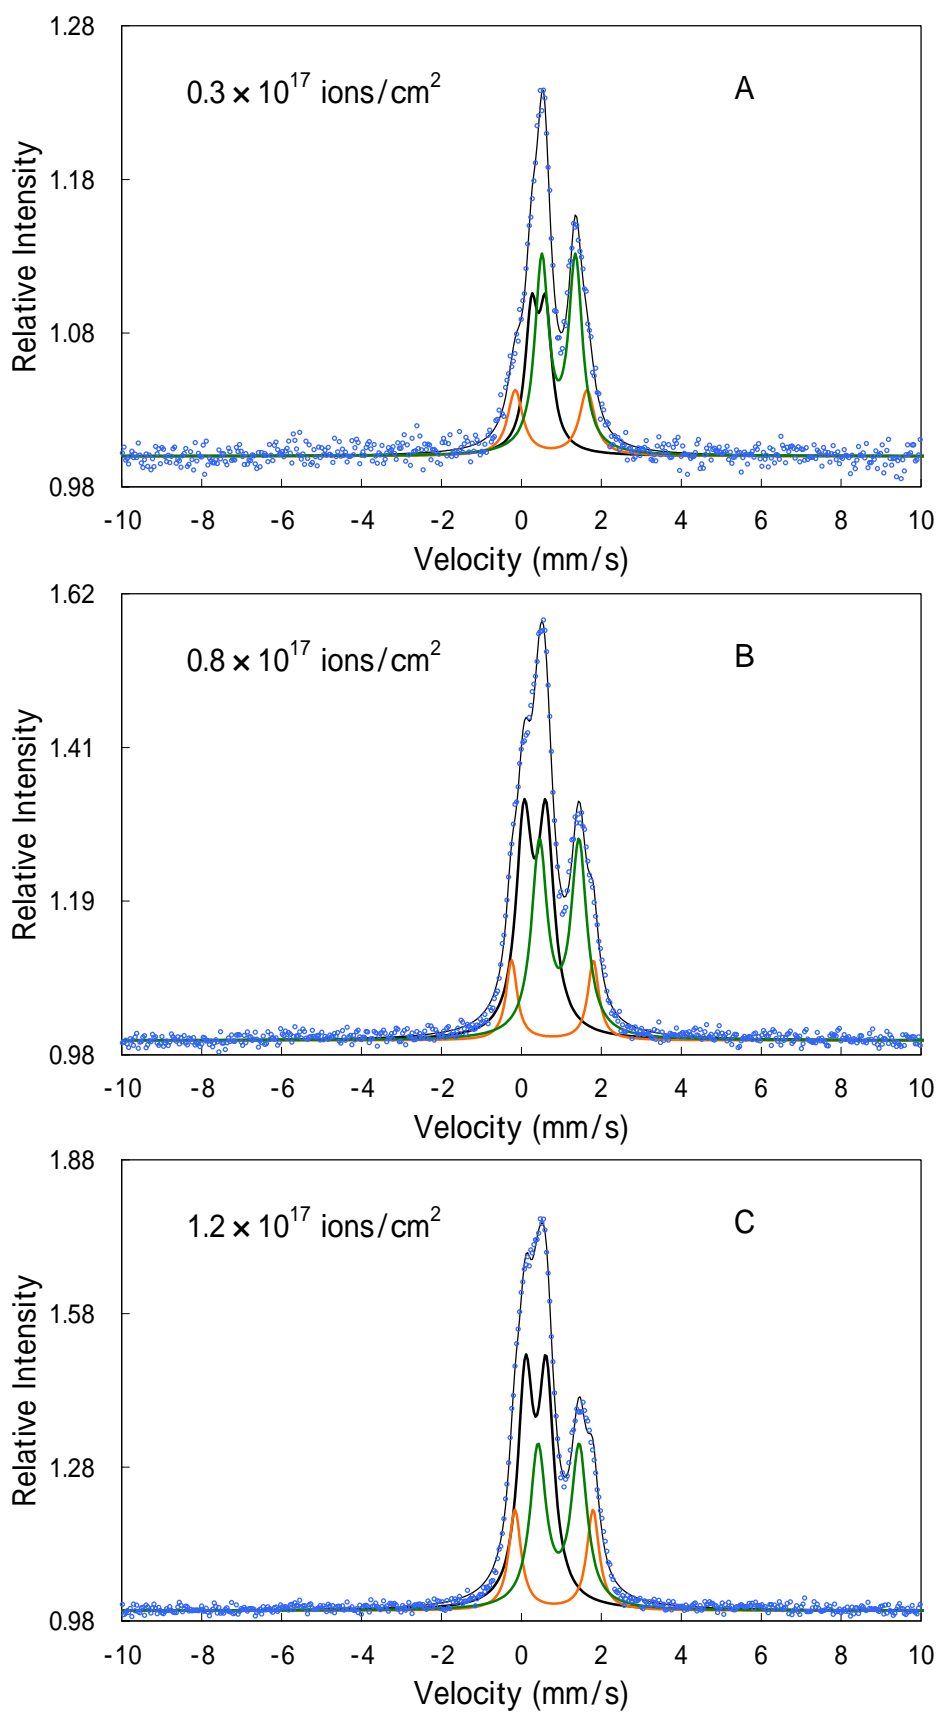 1.28
0.3 × 10¹⁷ ions/cm²
A
1.18
1.08
0.98
Relative Intensity
-10 -8 -6 -4 -2 0 2 4 6 8 10
Velocity (mm/s)
1.62
0.8 × 10¹⁷ ions/cm²
B
1.41
1.19
0.98
Relative Intensity
-10 -8 -6 -4 -2 0 2 4 6 8 10
Velocity (mm/s)
1.88
1.2 × 10¹⁷ ions/cm²
C
1.58
1.28
0.98
Relative Intensity
-10 -8 -6 -4 -2 0 2 4 6 8 10
Velocity (mm/s)